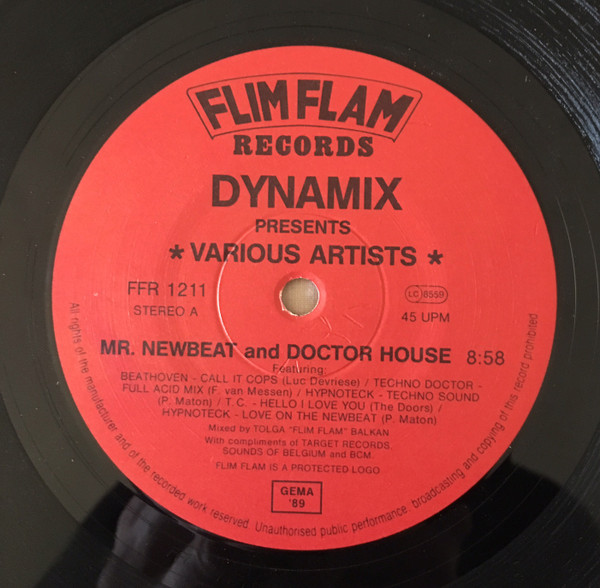 FLIM FLAM
RECORDS
DYNAMIX
PRESENTS
* VARIOUS ARTISTS *
FFR 1211
LC 8559
STEREO A
45 UPM
MR. NEWBEAT and DOCTOR HOUSE 8:58
Featuring:
BEATHOVEN - CALL IT COPS (Luc Devriese) / TECHNO DOCTOR -
FULL ACID MIX (F. van Messen) / HYPNOTECK - TECHNO SOUND
(P. Maton) / T.C. - HELLO I LOVE YOU (The Doors) /
HYPNOTECK - LOVE ON THE NEWBEAT (P. Maton)
Mixed by TOLGA "FLIM FLAM" BALKAN
With compliments of TARGET RECORDS,
SOUNDS OF BELGIUM and BCM.
FLIM FLAM IS A PROTECTED LOGO
GEMA
'89
All rights of the manufacturer and of the recorded work reserved. Unauthorised public performance, broadcasting and copying of this record prohibited